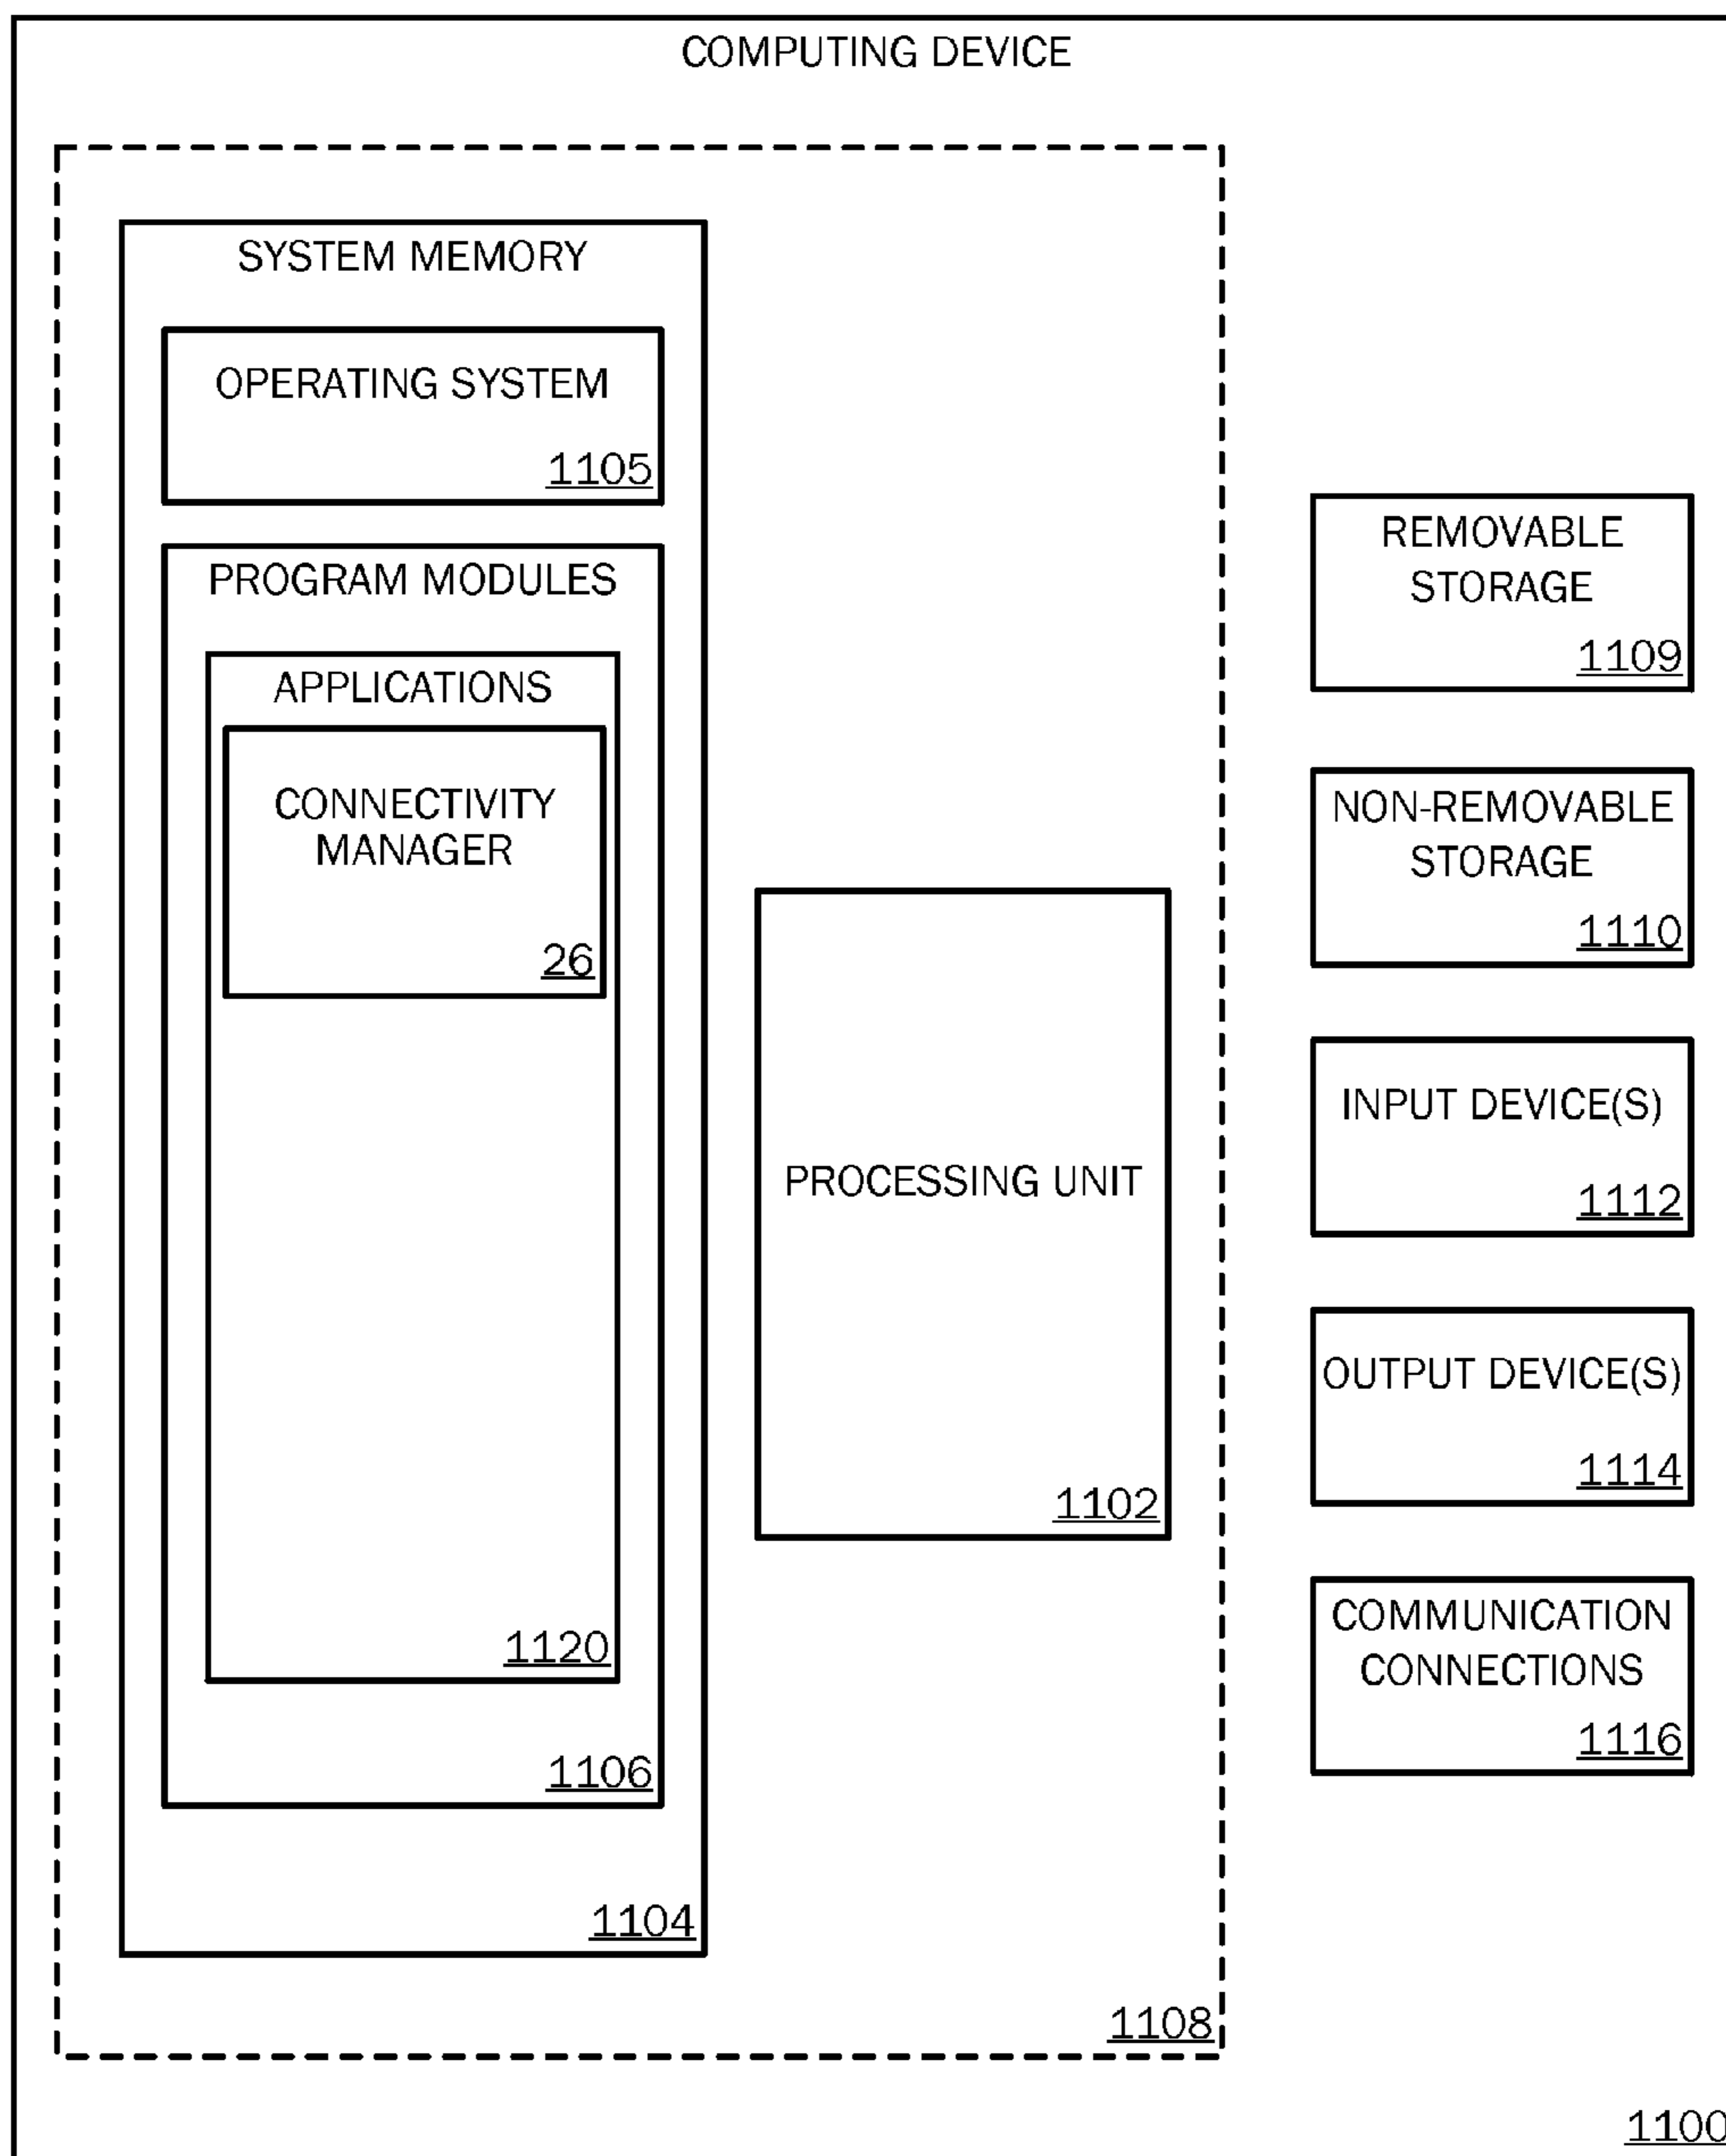 COMPUTING DEVICE
SYSTEM MEMORY
OPERATING SYSTEM
1105
PROGRAM MODULES
APPLICATIONS
CONNECTIVITY
MANAGER
26
1120
1106
1104
PROCESSING UNIT
1102
1108
REMOVABLE
STORAGE
1109
NON-REMOVABLE
STORAGE
1110
INPUT DEVICE(S)
1112
OUTPUT DEVICE(S)
1114
COMMUNICATION
CONNECTIONS
1116
1100